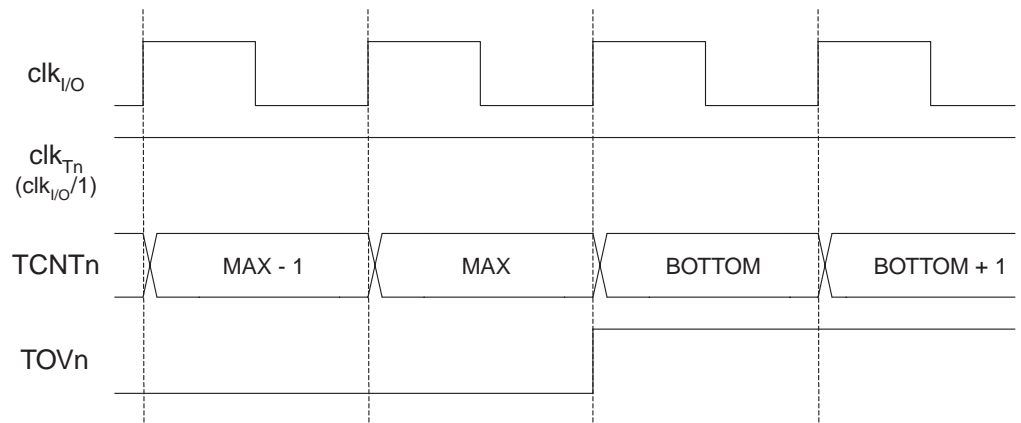 clkI/O
clkTn
(clkI/O/1)
TCNTn MAX - 1 MAX BOTTOM BOTTOM + 1
TOVn